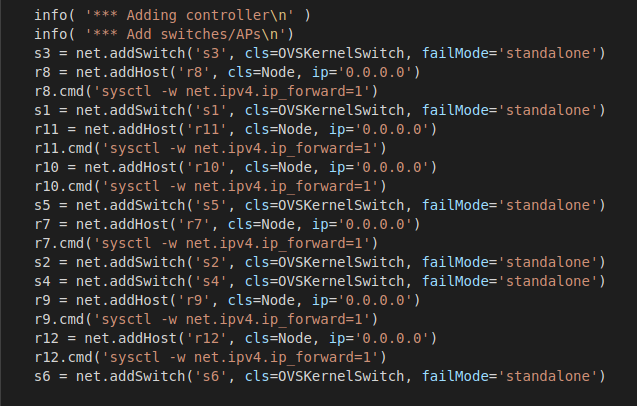 info( '*** Adding controller\n' )
info( '*** Add switches/APs\n')
s3 = net.addSwitch('s3', cls=OVSKernelSwitch, failMode='standalone')
r8 = net.addHost('r8', cls=Node, ip='0.0.0.0')
r8.cmd('sysctl -w net.ipv4.ip_forward=1')
s1 = net.addSwitch('s1', cls=OVSKernelSwitch, failMode='standalone')
r11 = net.addHost('r11', cls=Node, ip='0.0.0.0')
r11.cmd('sysctl -w net.ipv4.ip_forward=1')
r10 = net.addHost('r10', cls=Node, ip='0.0.0.0')
r10.cmd('sysctl -w net.ipv4.ip_forward=1')
s5 = net.addSwitch('s5', cls=OVSKernelSwitch, failMode='standalone')
r7 = net.addHost('r7', cls=Node, ip='0.0.0.0')
r7.cmd('sysctl -w net.ipv4.ip_forward=1')
s2 = net.addSwitch('s2', cls=OVSKernelSwitch, failMode='standalone')
s4 = net.addSwitch('s4', cls=OVSKernelSwitch, failMode='standalone')
r9 = net.addHost('r9', cls=Node, ip='0.0.0.0')
r9.cmd('sysctl -w net.ipv4.ip_forward=1')
r12 = net.addHost('r12', cls=Node, ip='0.0.0.0')
r12.cmd('sysctl -w net.ipv4.ip_forward=1')
s6 = net.addSwitch('s6', cls=OVSKernelSwitch, failMode='standalone')